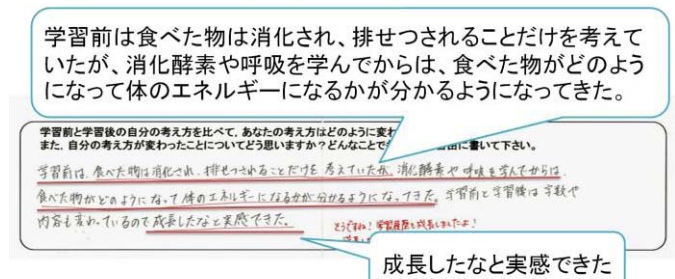 学習前は食べた物は消化され、排せつされることだけを考えて
いたが、消化酵素や呼吸を学んでからは、食べた物がどのよう
になって体のエネルギーになるかが分かるようになってきた。
学習前と学習後の自分の考え方を比べて、あなたの考え方はどのように変わ
また、自分の考え方が変わったことについてどう思いますか?どんなことで
由に書いて下さい。
学習前は、食べた物は消化され、排せつされることだけを考えていたが、消化酵素や呼吸を学んでからは、
食べた物がどのようになって体のエネルギーになるかが分かるようになってきた。学習前と学習後は字数や
内容も変わっているので成長したなと実感できた。
そうですね!学習履歴も成長しましたよ!
成長したなと実感できた